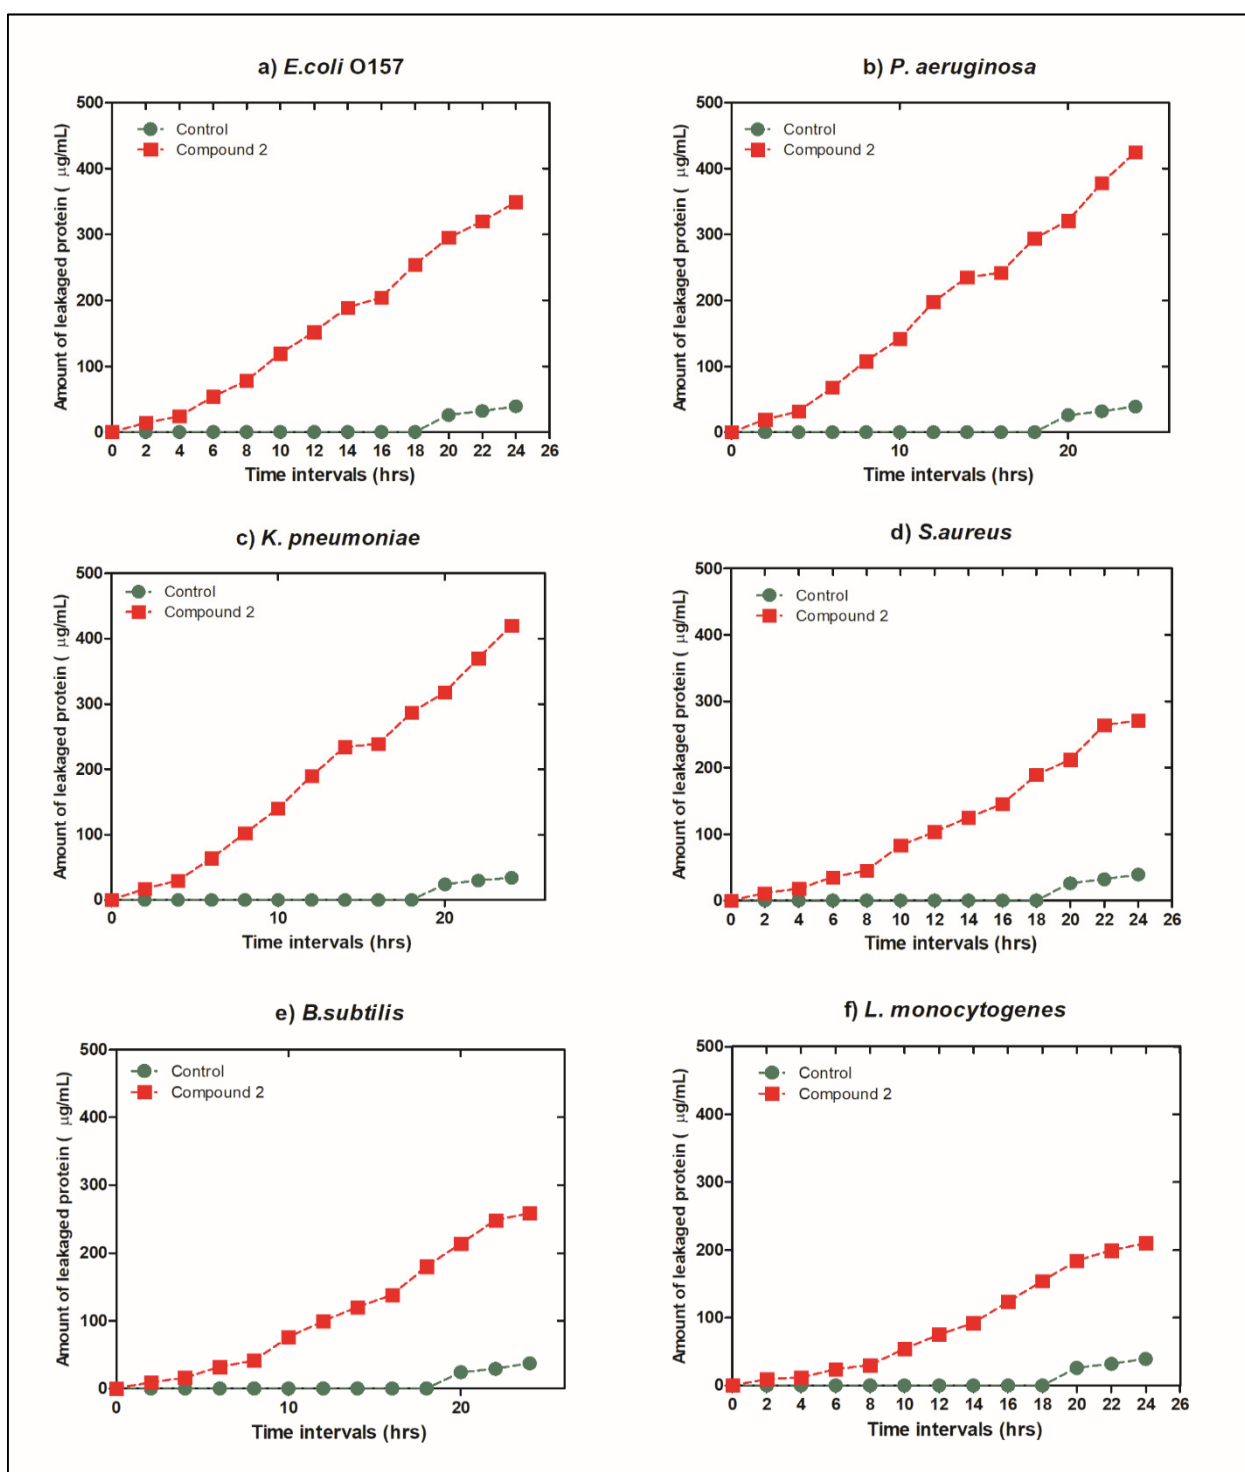 a) E.coli O157
500
400
300
200
100
0
Control
Compound 2
Amount of leakaged protein ( μg/mL)
0 2 4 6 8 10 12 14 16 18 20 22 24 26
Time intervals (hrs)
b) P. aeruginosa
500
400
300
200
100
0
Control
Compound 2
Amount of leakaged protein ( μg/mL)
0 10 20
Time intervals (hrs)
c) K. pneumoniae
500
400
300
200
100
0
Control
Compound 2
Amount of leakaged protein ( μg/mL)
0 10 20
Time intervals (hrs)
d) S.aureus
500
400
300
200
100
0
Control
Compound 2
Amount of leakaged protein ( μg/mL)
0 2 4 6 8 10 12 14 16 18 20 22 24 26
Time intervals (hrs)
e) B.subtilis
500
400
300
200
100
0
Control
Compound 2
Amount of leakaged protein ( μg/mL)
0 10 20
Time intervals (hrs)
f) L. monocytogenes
500
400
300
200
100
0
Control
Compound 2
Amount of leakaged protein ( μg/mL)
0 2 4 6 8 10 12 14 16 18 20 22 24 26
Time intervals (hrs)